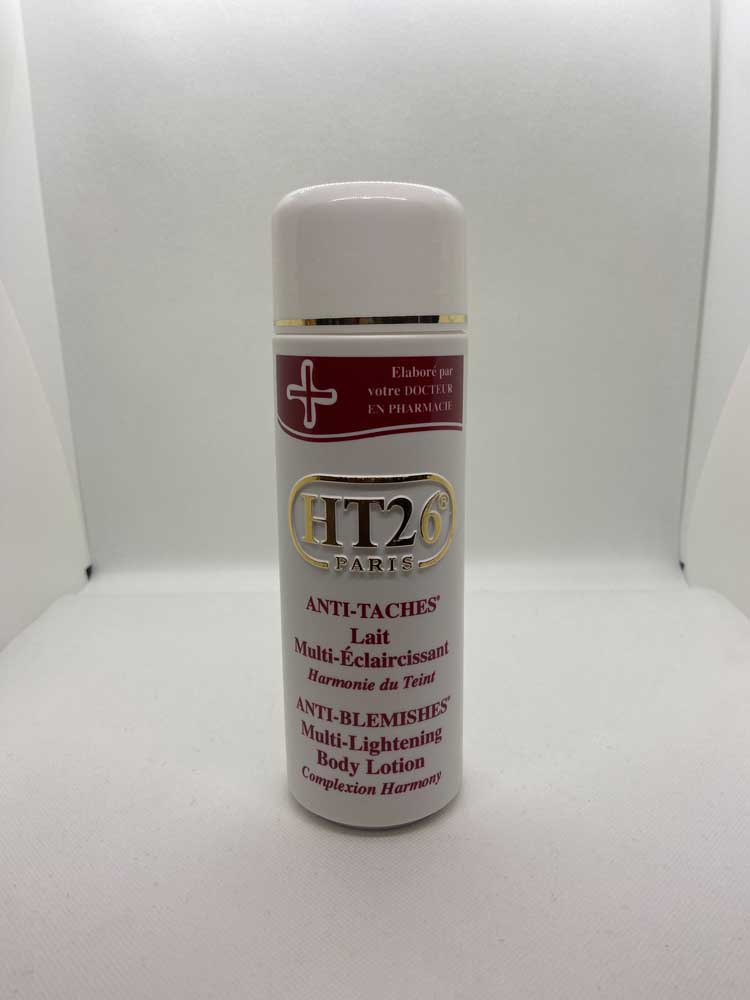 Elaboré par
votre DOCTEUR
EN PHARMACIE
HT26®
PARIS
ANTI-TACHES*
Lait
Multi-Éclaircissant
Harmonie du Teint
ANTI-BLEMISHES*
Multi-Lightening
Body Lotion
Complexion Harmony